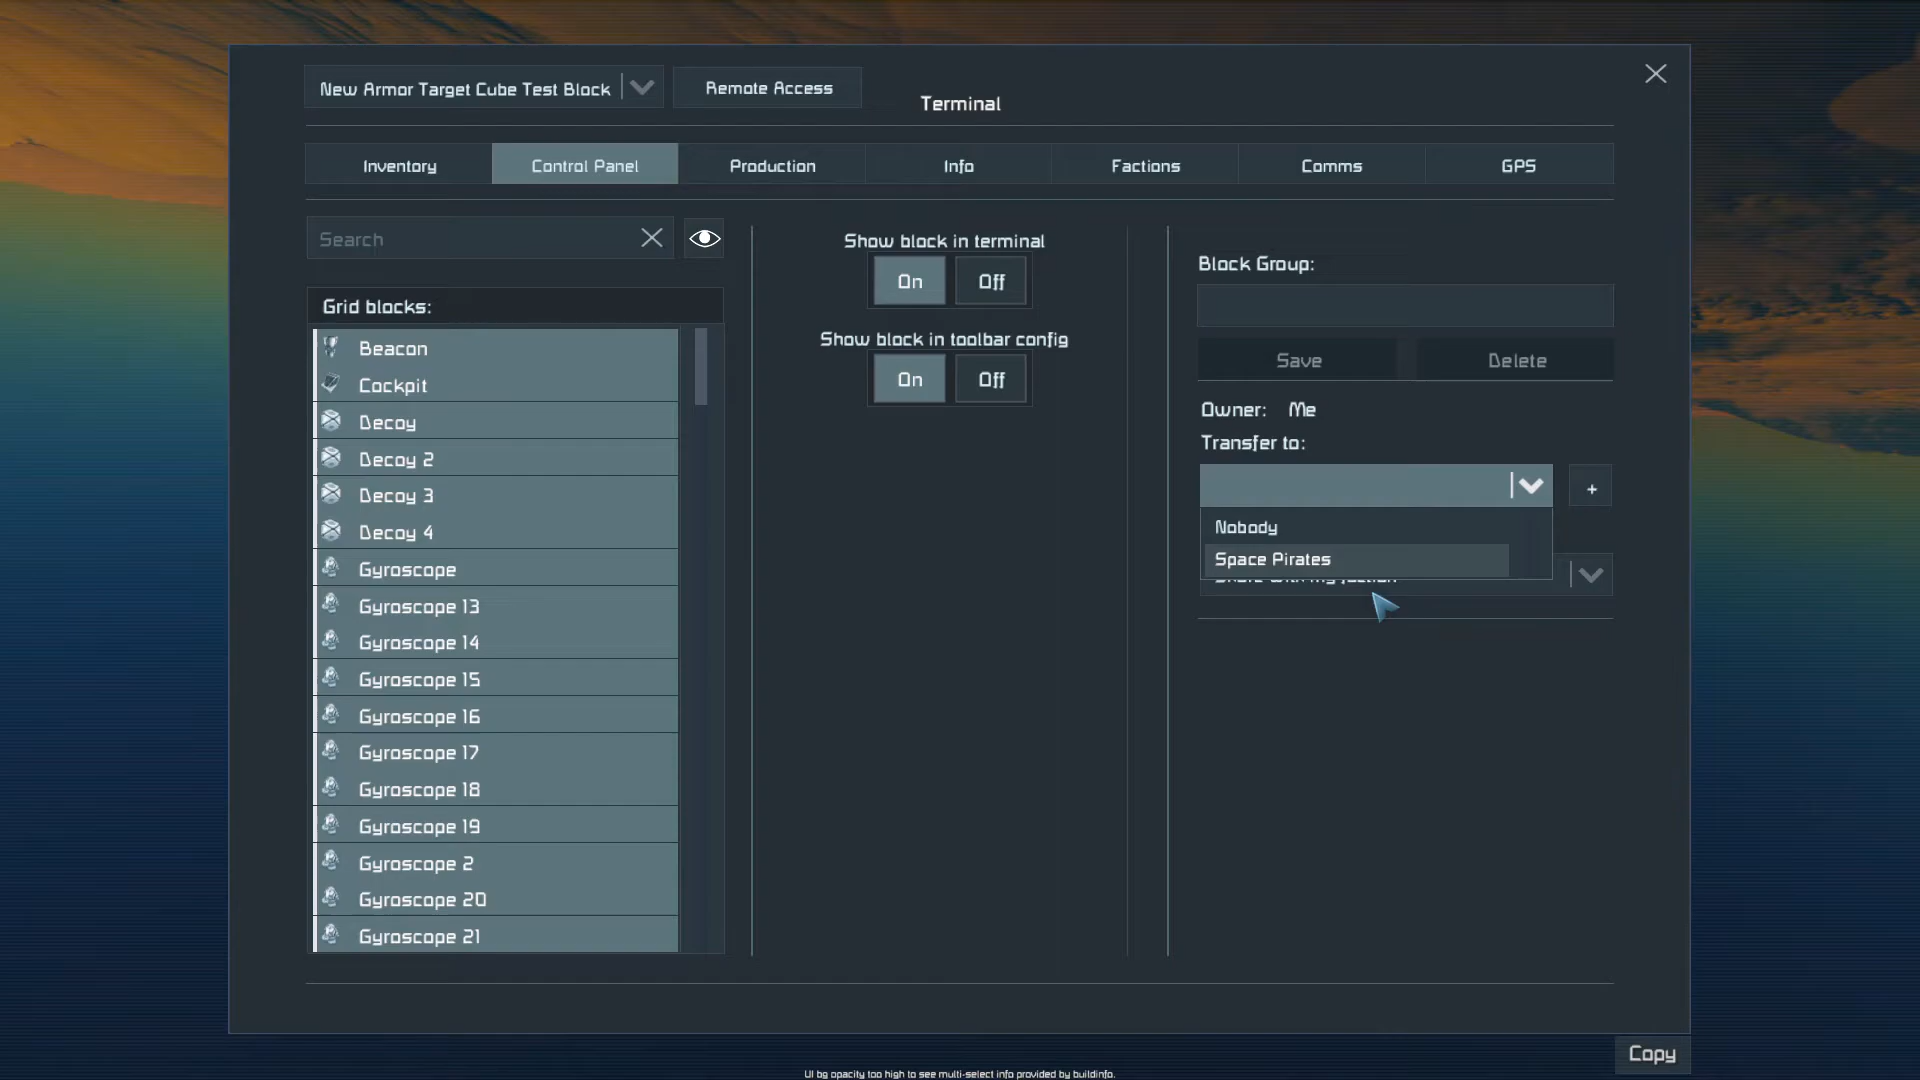 New Armor Target Cube Test Block
Remote Access
Terminal
Inventory
Control Panel
Production
Info
Factions
Comms
GPS
Search
Grid blocks:
Beacon
Cockpit
Decoy
Decoy 2
Decoy 3
Decoy 4
Gyroscope
Gyroscope 13
Gyroscope 14
Gyroscope 15
Gyroscope 16
Gyroscope 17
Gyroscope 18
Gyroscope 19
Gyroscope 2
Gyroscope 20
Gyroscope 21
Show block in terminal
On Off
Show block in toolbar config
On Off
Block Group:
Save Delete
Owner: Me
Transfer to:
+
Nobody
Space Pirates
Share with my faction
Copy
UI bg opacity too high to see multi-select info provided by buildinfo.